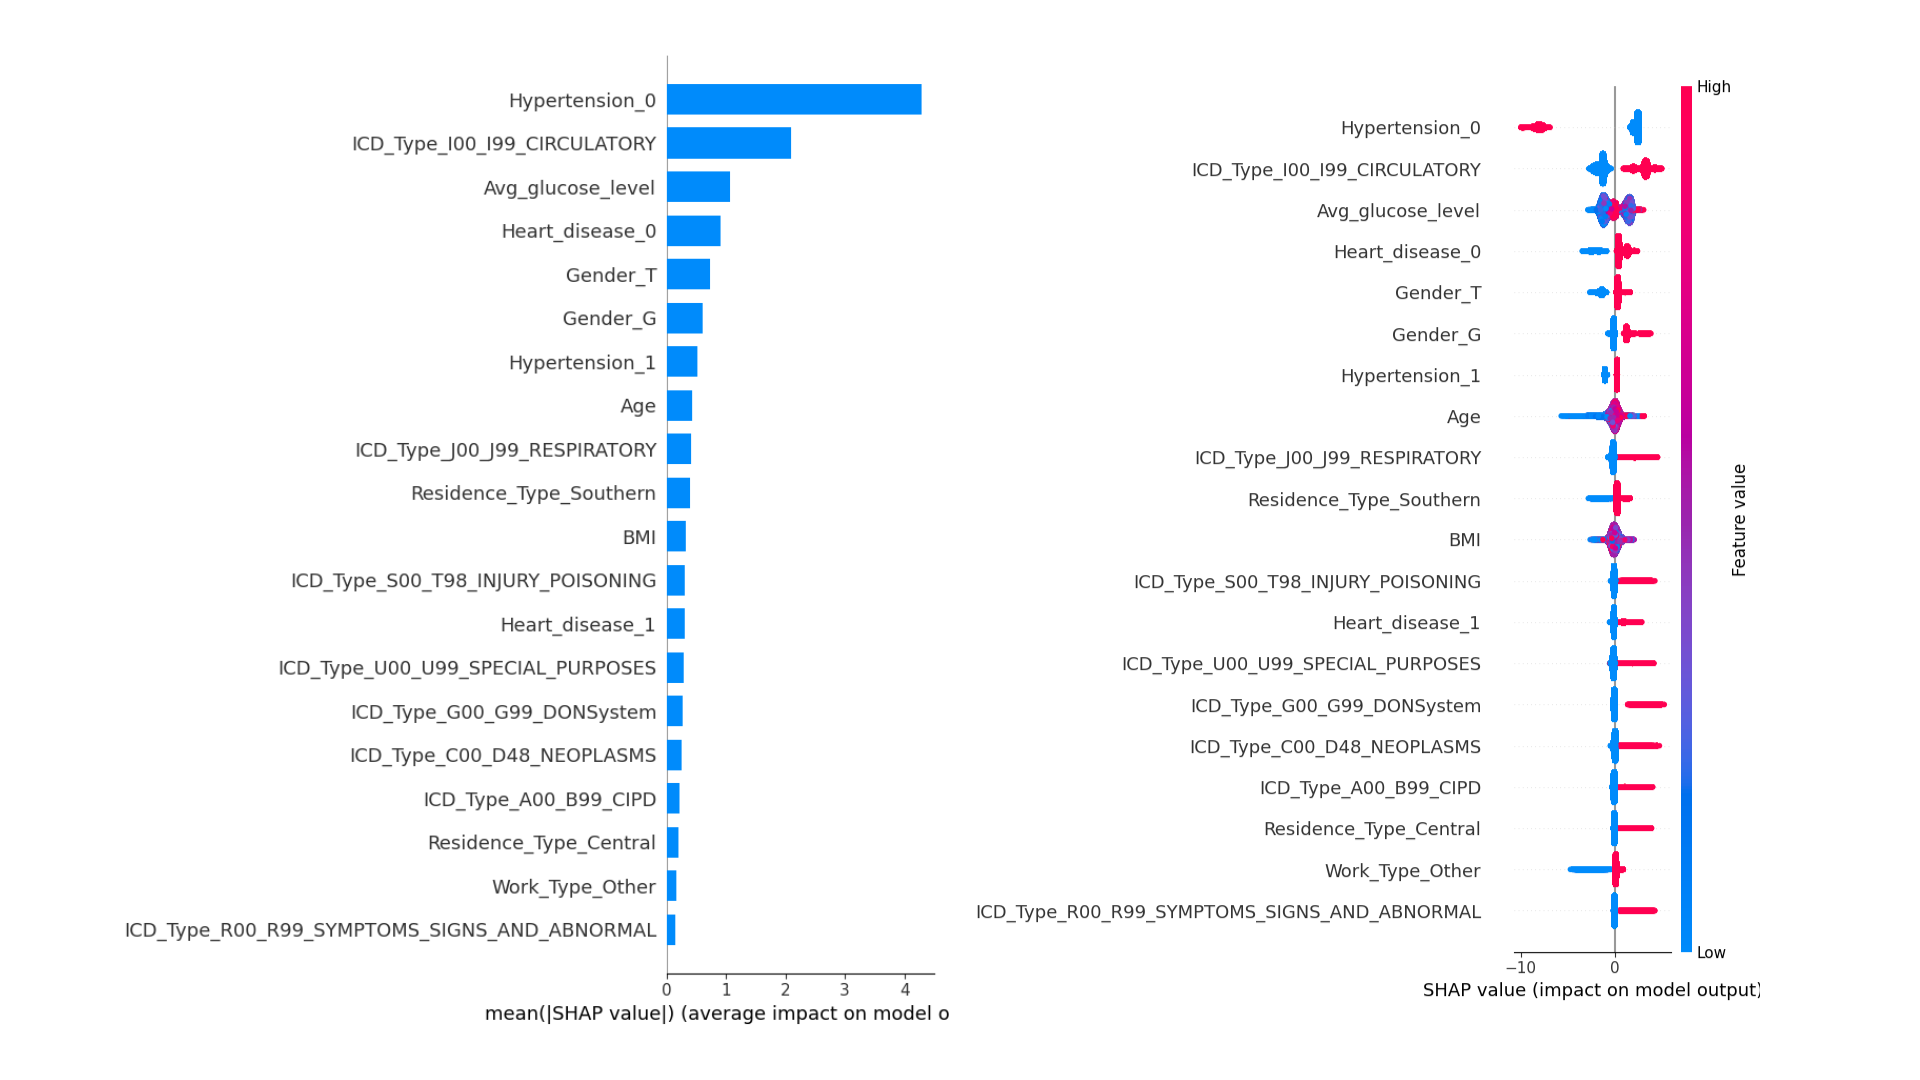 Hypertension_0
ICD_Type_I00_I99_CIRCULATORY
Avg_glucose_level
Heart_disease_0
Gender_T
Gender_G
Hypertension_1
Age
ICD_Type_J00_J99_RESPIRATORY
Residence_Type_Southern
BMI
ICD_Type_S00_T98_INJURY_POISONING
Heart_disease_1
ICD_Type_U00_U99_SPECIAL_PURPOSES
ICD_Type_G00_G99_DONSystem
ICD_Type_C00_D48_NEOPLASMS
ICD_Type_A00_B99_CIPD
Residence_Type_Central
Work_Type_Other
ICD_Type_R00_R99_SYMPTOMS_SIGNS_AND_ABNORMAL
0 1 2 3 4
mean(|SHAP value|) (average impact on model o
High
Hypertension_0
ICD_Type_I00_I99_CIRCULATORY
Avg_glucose_level
Heart_disease_0
Gender_T
Gender_G
Hypertension_1
Age
ICD_Type_J00_J99_RESPIRATORY
Residence_Type_Southern
BMI
ICD_Type_S00_T98_INJURY_POISONING
Heart_disease_1
ICD_Type_U00_U99_SPECIAL_PURPOSES
ICD_Type_G00_G99_DONSystem
ICD_Type_C00_D48_NEOPLASMS
ICD_Type_A00_B99_CIPD
Residence_Type_Central
Work_Type_Other
ICD_Type_R00_R99_SYMPTOMS_SIGNS_AND_ABNORMAL
Feature value
Low
−10 0
SHAP value (impact on model output)